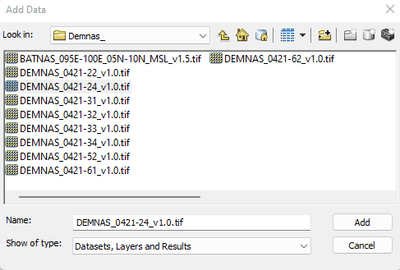 Add Data
Look in: Demnas_
BATNAS_095E-100E_05N-10N_MSL_v1.5.tif DEMNAS_0421-62_v1.0.tif
DEMNAS_0421-22_v1.0.tif
DEMNAS_0421-24_v1.0.tif
DEMNAS_0421-31_v1.0.tif
DEMNAS_0421-32_v1.0.tif
DEMNAS_0421-33_v1.0.tif
DEMNAS_0421-34_v1.0.tif
DEMNAS_0421-52_v1.0.tif
DEMNAS_0421-61_v1.0.tif
Name: DEMNAS_0421-24_v1.0.tif Add
Show of type: Datasets, Layers and Results Cancel